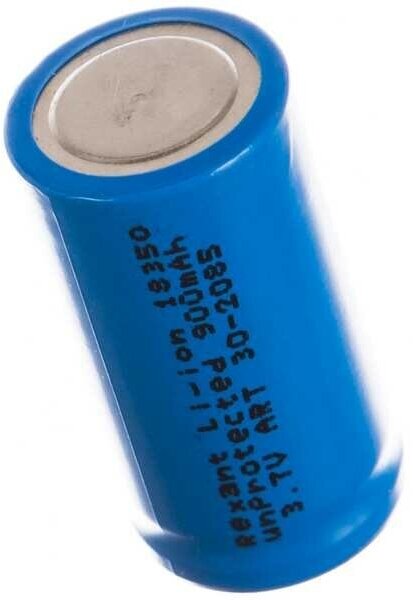 Rexant Li-ion 18350
unprotected 900mAh
3.7V ART 30-2085